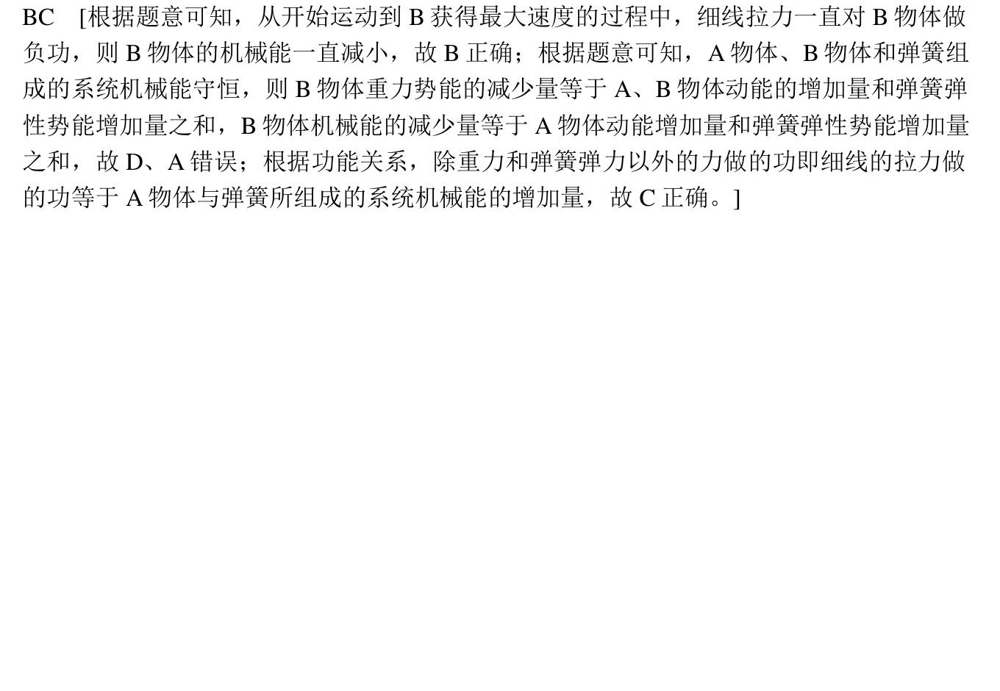 BC　[根据题意可知，从开始运动到 B 获得最大速度的过程中，细线拉力一直对 B 物体做
负功，则 B 物体的机械能一直减小，故 B 正确；根据题意可知，A 物体、B 物体和弹簧组
成的系统机械能守恒，则 B 物体重力势能的减少量等于 A、B 物体动能的增加量和弹簧弹
性势能增加量之和，B 物体机械能的减少量等于 A 物体动能增加量和弹簧弹性势能增加量
之和，故 D、A 错误；根据功能关系，除重力和弹簧弹力以外的力做的功即细线的拉力做
的功等于 A 物体与弹簧所组成的系统机械能的增加量，故 C 正确。]